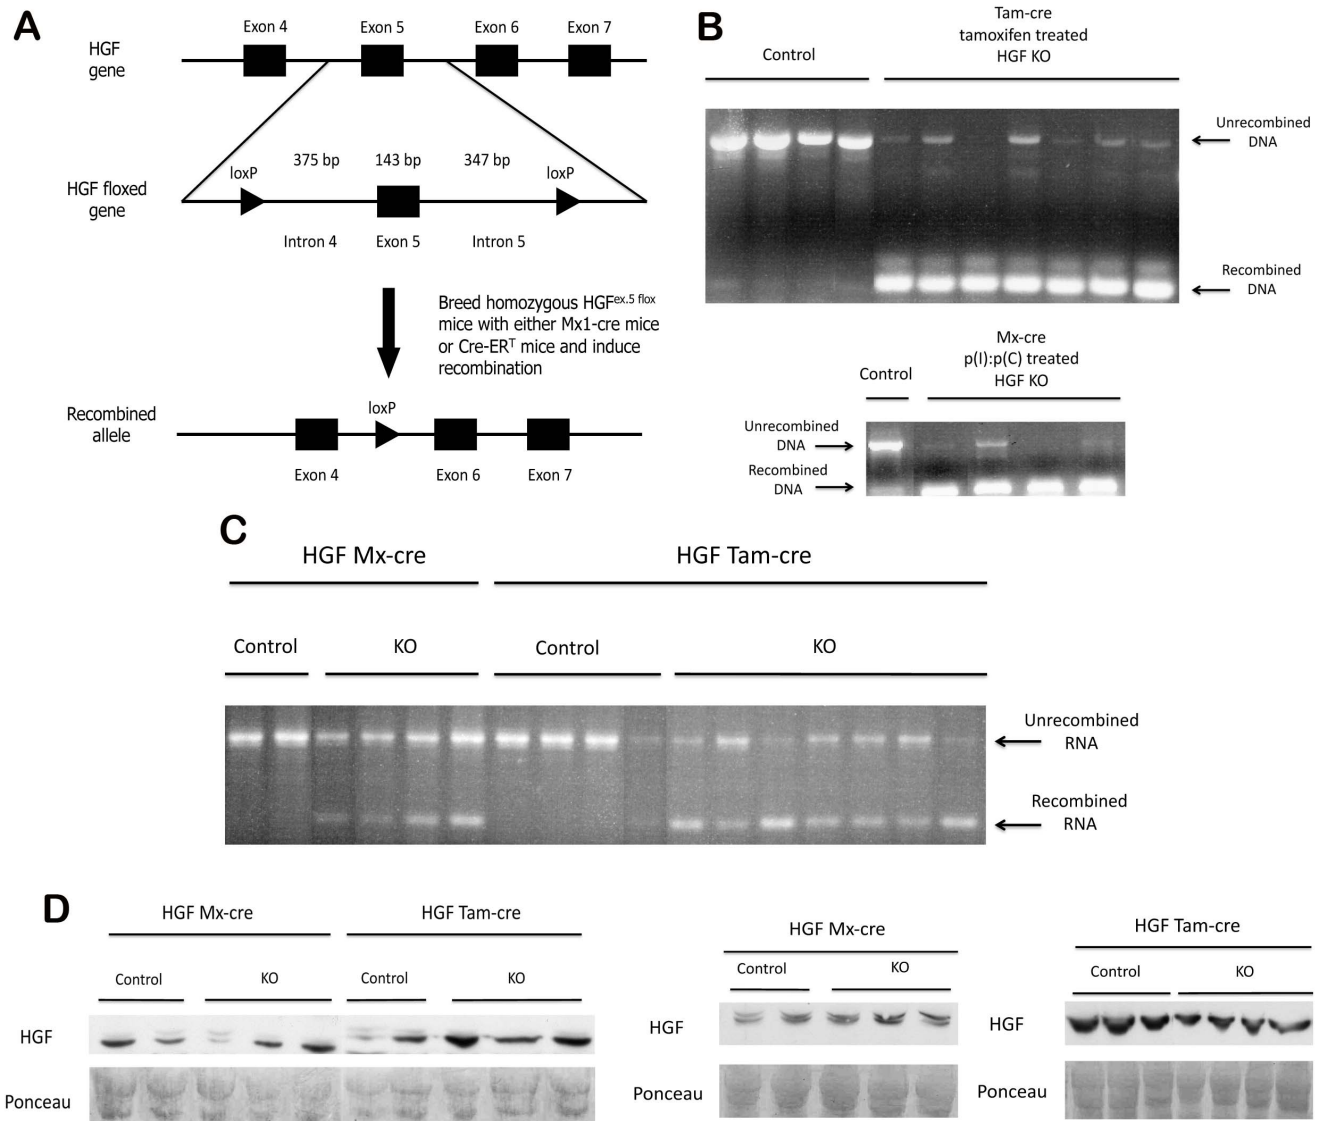 A
HGF
gene
Exon 4
Exon 5
Exon 6
Exon 7
375 bp
143 bp
347 bp
loxP
loxP
HGF floxed
gene
Intron 4
Exon 5
Intron 5
Breed homozygous HGFex.5 flox
mice with either Mx1-cre mice
or Cre-ERT mice and induce
recombination
Recombined
allele
loxP
Exon 4
Exon 6
Exon 7
B
Control
Tam-cre
tamoxifen treated
HGF KO
Unrecombined
DNA
Recombined
DNA
Control
Mx-cre
p(I):p(C) treated
HGF KO
Unrecombined
DNA
Recombined
DNA
C
HGF Mx-cre
HGF Tam-cre
Control
KO
Control
KO
Unrecombined
RNA
Recombined
RNA
D
HGF Mx-cre
HGF Tam-cre
Control
KO
Control
KO
HGF
Ponceau
HGF Mx-cre
Control
KO
HGF
Ponceau
HGF Tam-cre
Control
KO
HGF
Ponceau